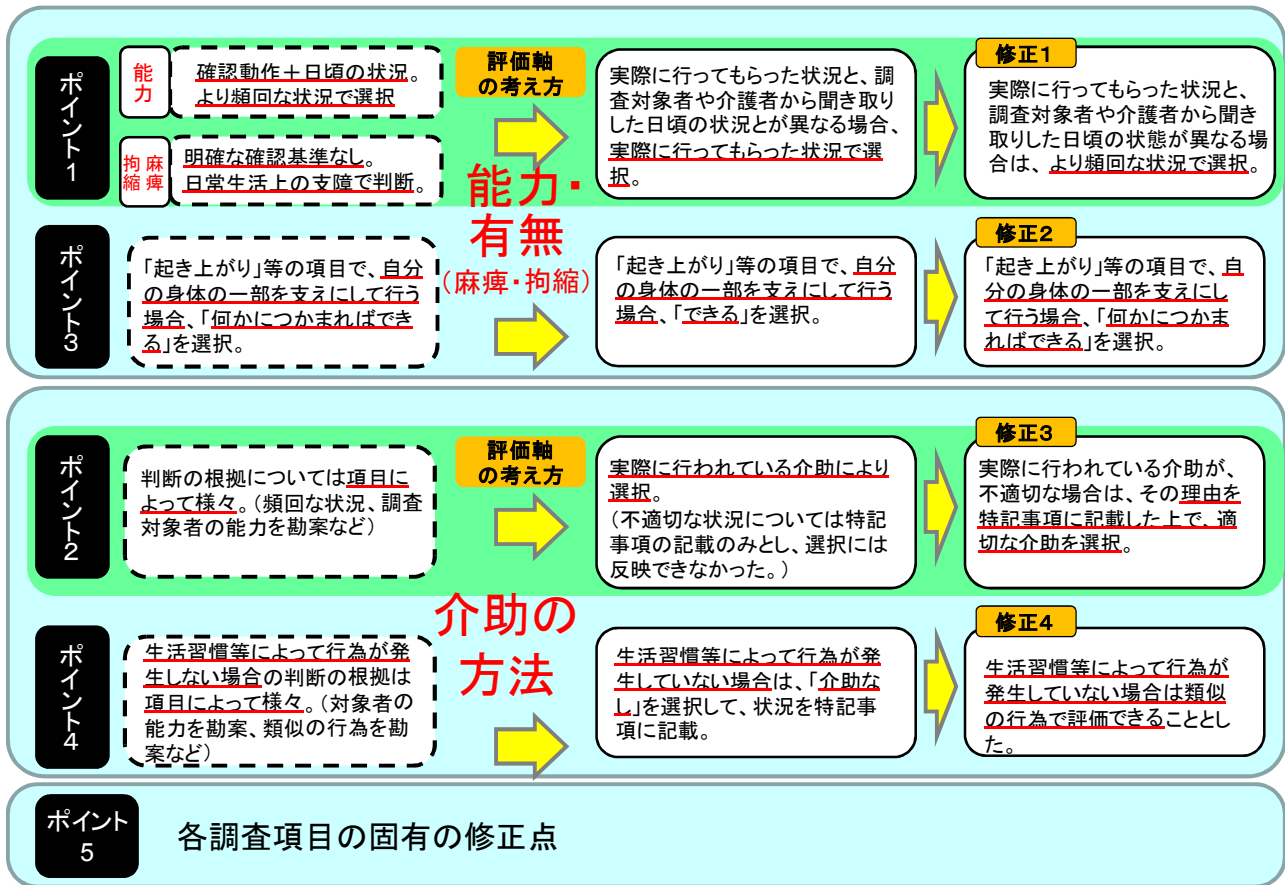 ポイント1
能力
確認動作＋日頃の状況。
より頻回な状況で選択
拘縮
麻痺
明確な確認基準なし。
日常生活上の支障で判断。
評価軸
の考え方
実際に行ってもらった状況と、調
査対象者や介護者から聞き取り
した日頃の状況とが異なる場合、
実際に行ってもらった状況で選
択。
修正1
実際に行ってもらった状況と、
調査対象者や介護者から聞き
取りした日頃の状態が異なる場
合は、より頻回な状況で選択。
能力・
有無
（麻痺・拘縮）
ポイント3
「起き上がり」等の項目で、自分
の身体の一部を支えにして行う
場合、「何かにつかまればでき
る」を選択。
「起き上がり」等の項目で、自分
の身体の一部を支えにして行う
場合、「できる」を選択。
修正2
「起き上がり」等の項目で、自
分の身体の一部を支えにし
て行う場合、「何かにつかま
ればできる」を選択。
ポイント2
判断の根拠については項目に
よって様々。（頻回な状況、調査
対象者の能力を勘案など）
評価軸
の考え方
実際に行われている介助により
選択。
（不適切な状況については特記
事項の記載のみとし、選択には
反映できなかった。）
修正3
実際に行われている介助が、
不適切な場合は、その理由を
特記事項に記載した上で、適
切な介助を選択。
介助の
方法
ポイント4
生活習慣等によって行為が発
生しない場合の判断の根拠は
項目によって様々。（対象者の
能力を勘案、類似の行為を勘
案など）
生活習慣等によって行為が発
生していない場合は、「介助な
し」を選択して、状況を特記事
項に記載。
修正4
生活習慣等によって行為が
発生していない場合は類似
の行為で評価できることとし
た。
ポイント
5
各調査項目の固有の修正点